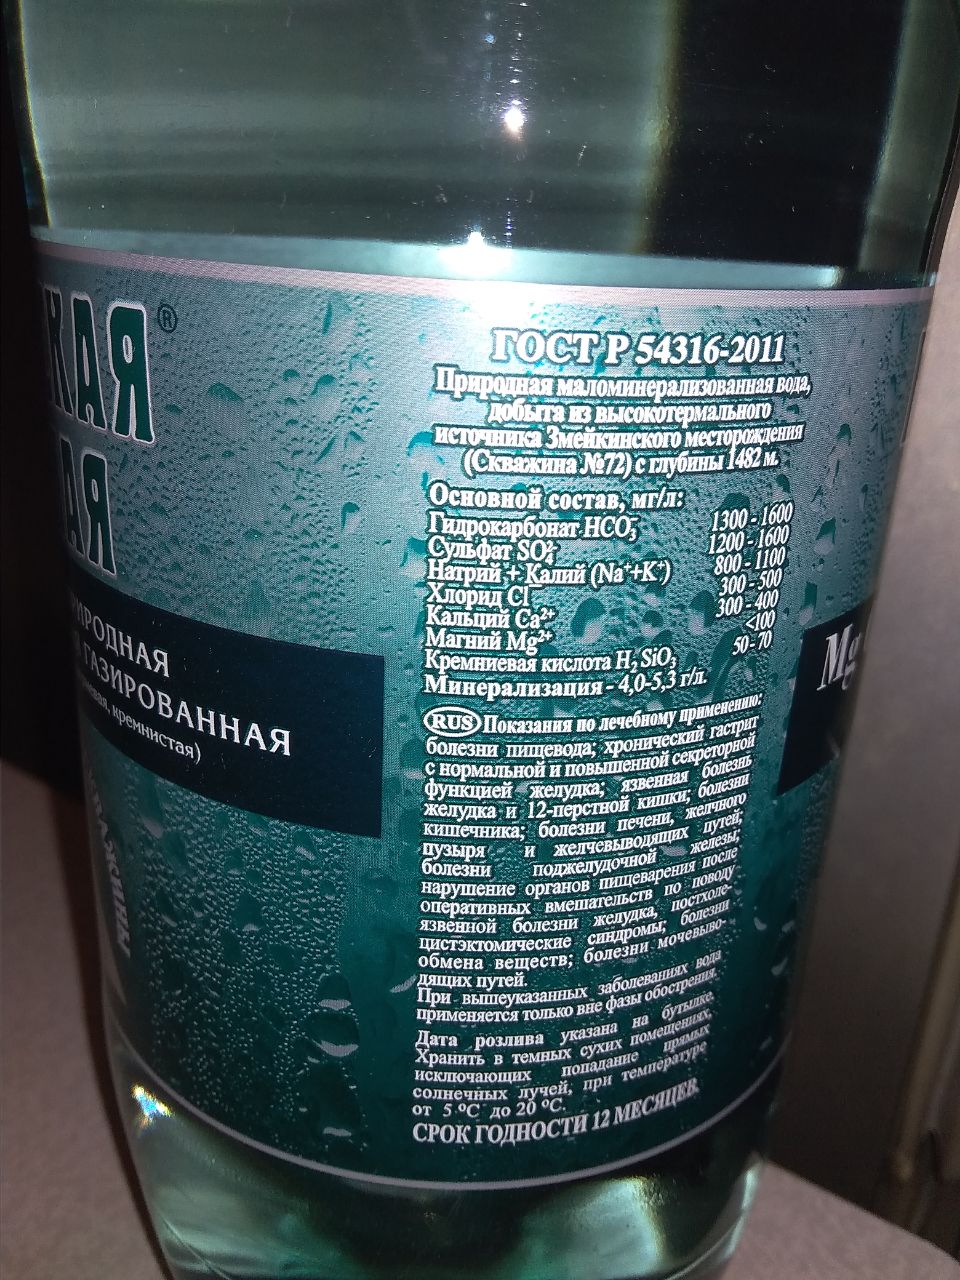 КАЯ®
АЯ
ГАЗИРОВАННАЯ
кремнистая)
ГОСТ Р 54316-2011
Природная маломинерализованная вода,
добыта из высокотермального
источника Змейкинского месторождения
(Скважина №72) с глубины 1482 м.
Основной состав, мг/л:
Гидрокарбонат HCO₃⁻ 1300 - 1600
Сульфат SO₄²⁻ 1200 - 1600
Натрий + Калий (Na⁺+K⁺) 800 - 1100
Хлорид Cl⁻ 300 - 500
Кальций Ca²⁺ 300 - 400
Магний Mg²⁺ <100
Кремниевая кислота H₂ SiO₃ 50 - 70
Минерализация - 4,0-5,3 г/л.
RUS Показания по лечебному применению:
болезни пищевода; хронический гастрит
с нормальной и повышенной секреторной
функцией желудка; язвенная болезнь
желудка и 12-перстной кишки; болезни
кишечника; болезни печени, желчного
пузыря и желчевыводящих путей;
болезни поджелудочной железы;
нарушение органов пищеварения после
оперативных вмешательств по поводу
язвенной болезни желудка, постхоле-
цистэктомические синдромы; болезни
обмена веществ; болезни мочевыво-
дящих путей.
При вышеуказанных заболеваниях вода
применяется только вне фазы обострения.
Дата розлива указана на бутылке.
Хранить в темных сухих помещениях,
исключающих попадание прямых
солнечных лучей, при температуре
от 5 ºС до 20 ºС.
СРОК ГОДНОСТИ 12 МЕСЯЦЕВ.
Mg